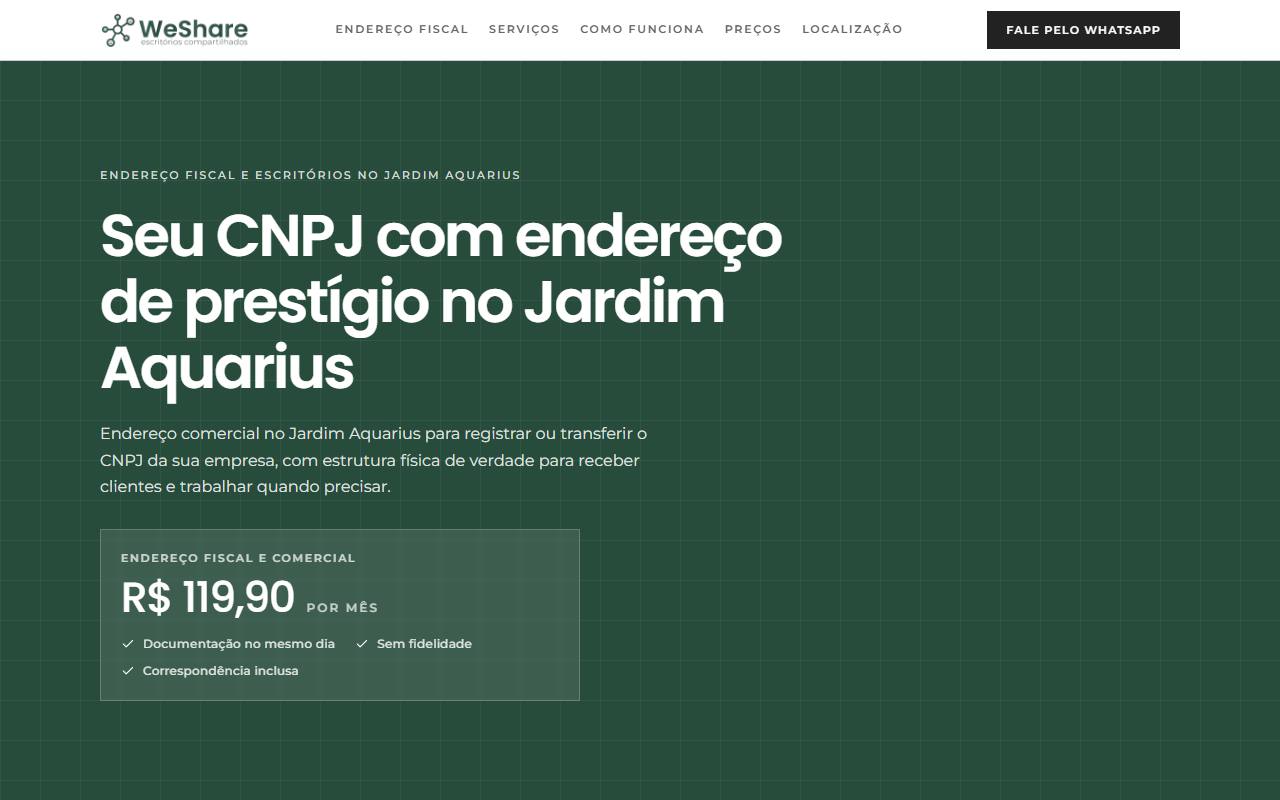 WeShare
escritórios compartilhados
ENDEREÇO FISCAL SERVIÇOS COMO FUNCIONA PREÇOS LOCALIZAÇÃO
FALE PELO WHATSAPP
ENDEREÇO FISCAL E ESCRITÓRIOS NO JARDIM AQUARIUS
Seu CNPJ com endereço
de prestígio no Jardim
Aquarius
Endereço comercial no Jardim Aquarius para registrar ou transferir o
CNPJ da sua empresa, com estrutura física de verdade para receber
clientes e trabalhar quando precisar.
ENDEREÇO FISCAL E COMERCIAL
R$ 119,90 POR MÊS
Documentação no mesmo dia Sem fidelidade
Correspondência inclusa